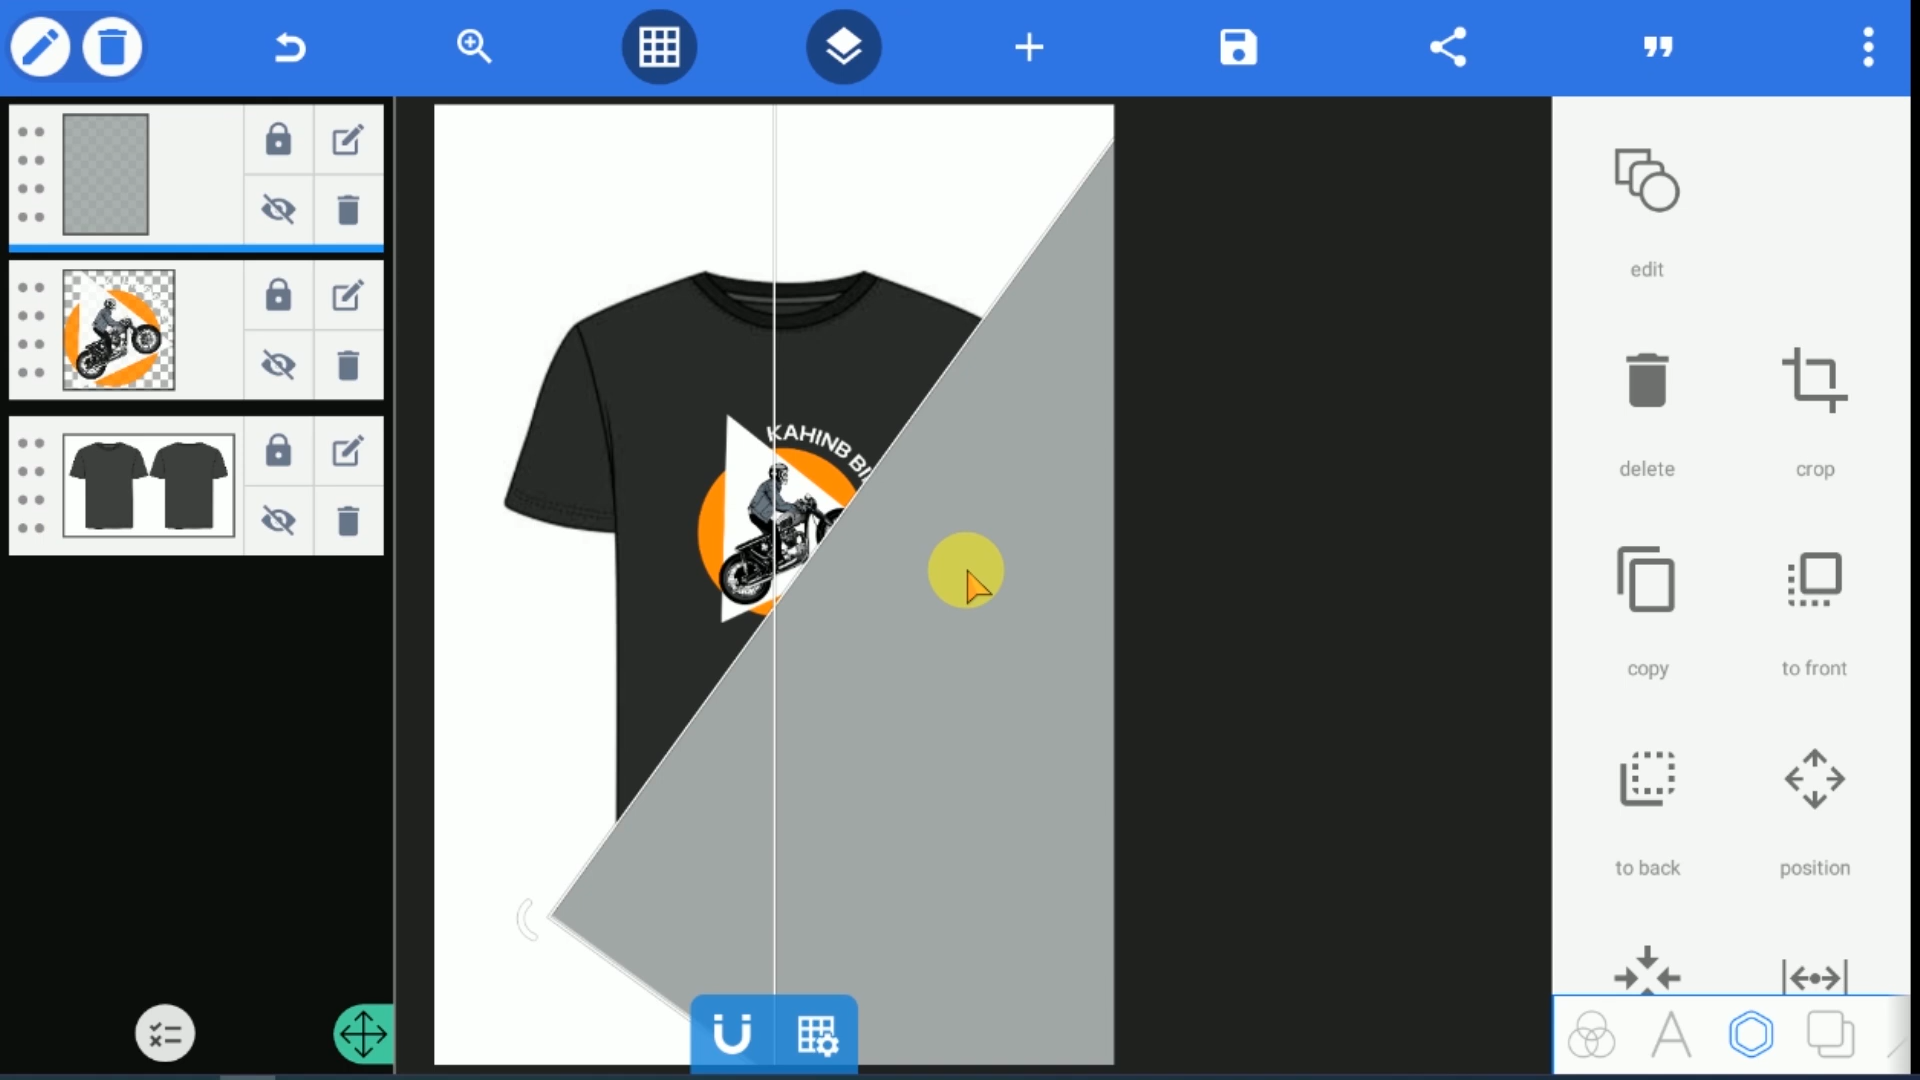 KAHINB BI
edit
delete
crop
copy
to front
to back
position